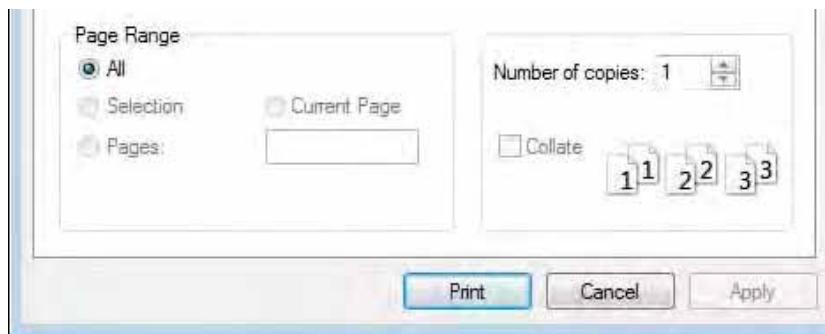 Page Range
All
Selection
Current Page
Pages:
Number of copies: 1
Collate
1 1 2 2 3 3
Print Cancel Apply